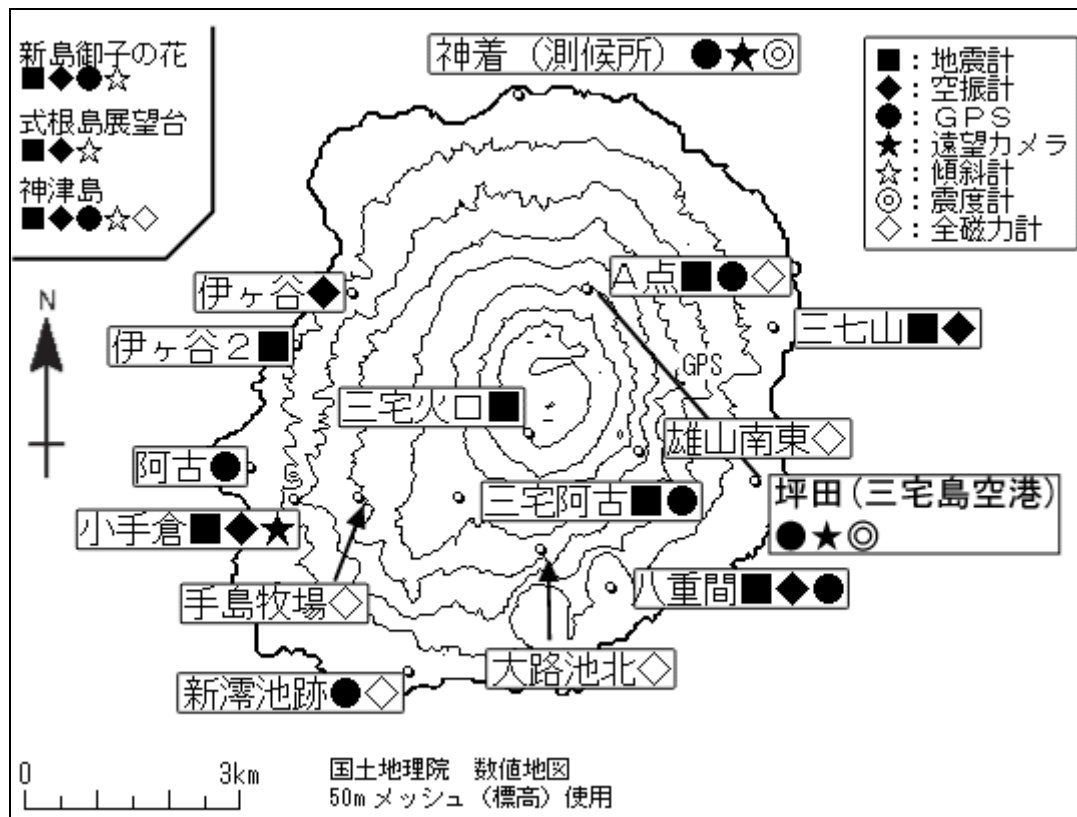 新島御子の花
■◆●☆
式根島展望台
■◆☆
神津島
■◆●☆◇
神着（測候所） ●★◎
■：地震計
◆：空振計
●：ＧＰＳ
★：遠望カメラ
☆：傾斜計
◎：震度計
◇：全磁力計
伊ヶ谷◆
Ａ点■●◇
N
伊ヶ谷２■
三七山■◆
GPS
三宅火口■
雄山南東◇
阿古●
三宅阿古■●
坪田(三宅島空港)
●★◎
小手倉■◆★
手島牧場◇
八重間■◆●
新澪池跡●◇
大路池北◇
0 3km
国土地理院 数値地図
50mメッシュ（標高）使用